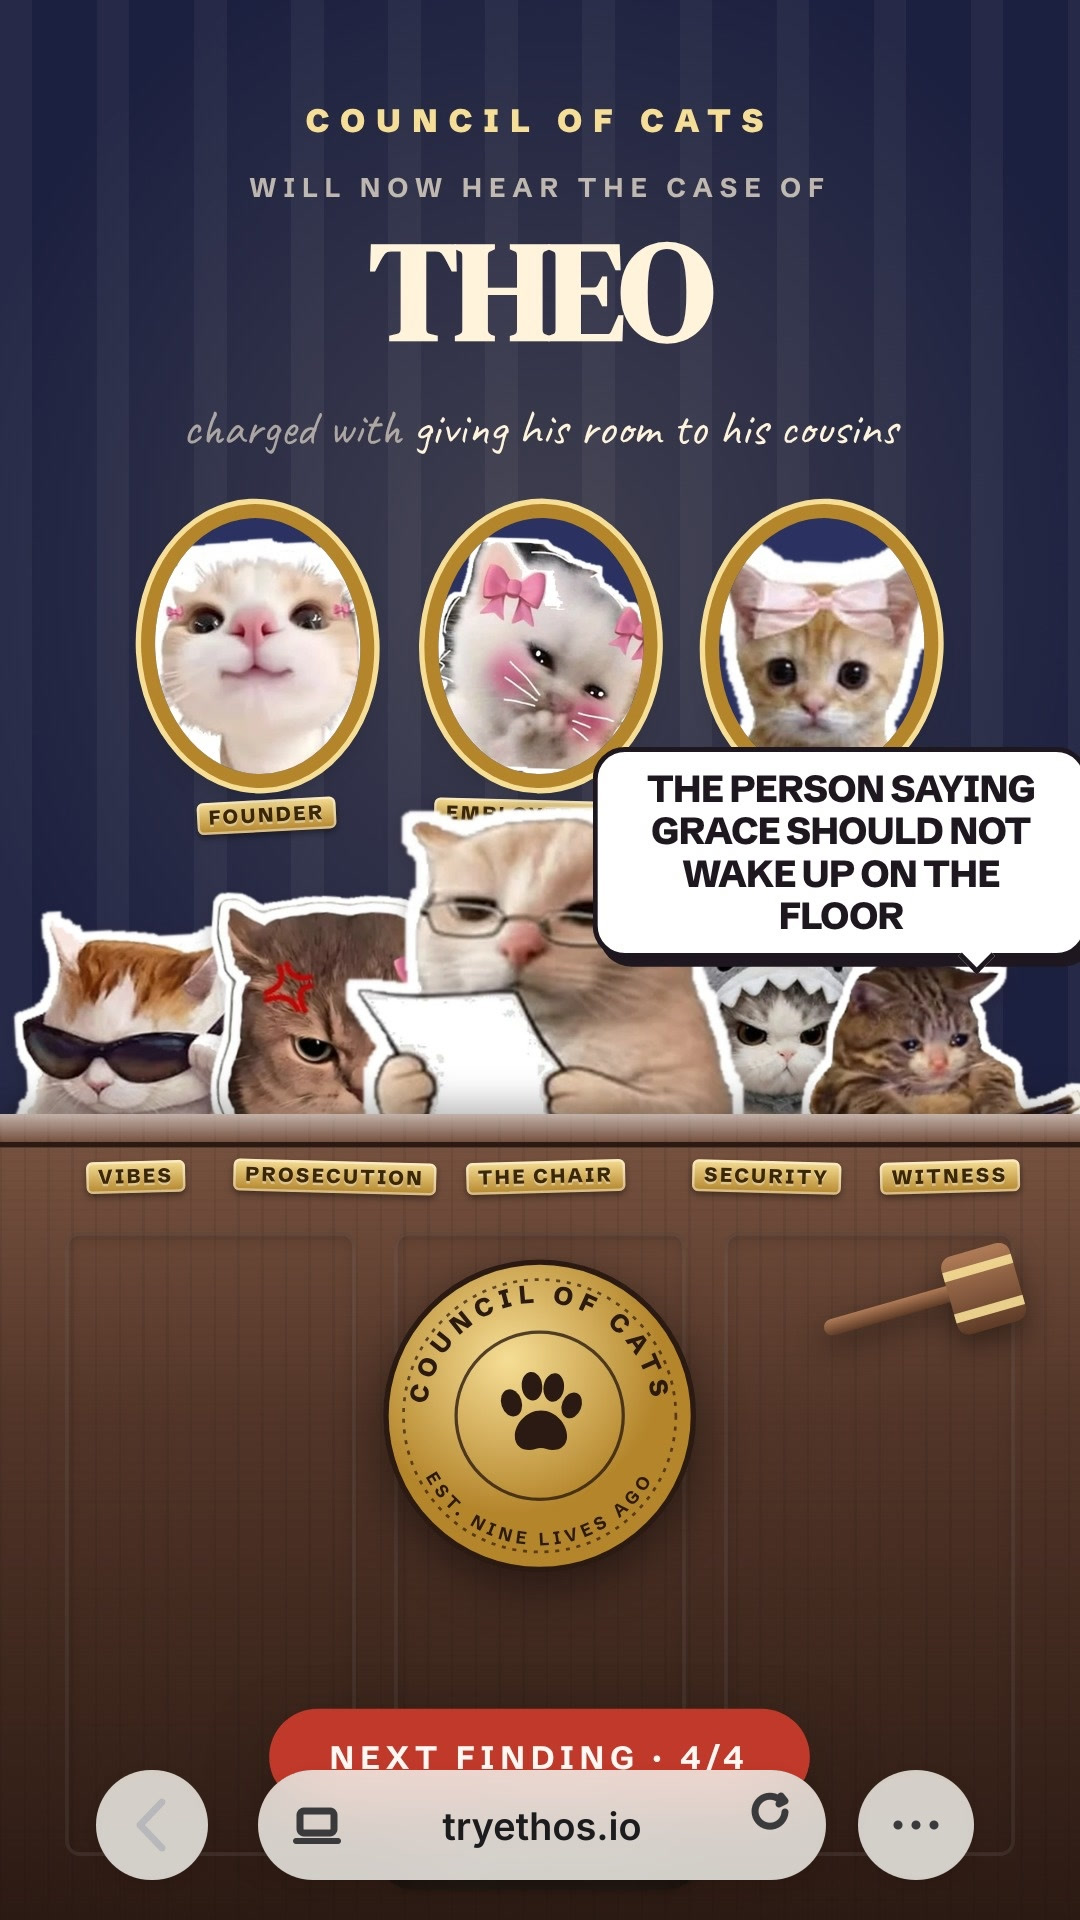 COUNCIL OF CATS
WILL NOW HEAR THE CASE OF
THEO
charged with giving his room to his cousins
FOUNDER
THE PERSON SAYING
GRACE SHOULD NOT
WAKE UP ON THE
FLOOR
VIBES
PROSECUTION
THE CHAIR
SECURITY
WITNESS
COUNCIL OF CATS
EST. NINE LIVES AGO
NEXT FINDING · 4/4
tryethos.io